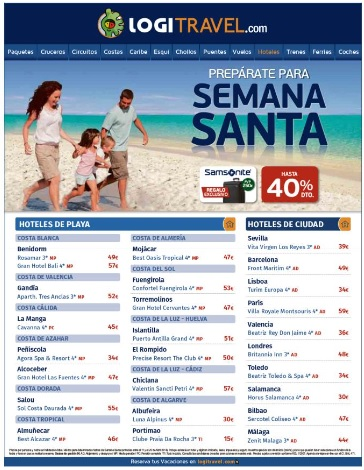 LOGITRAVEL.com
Paquetes Cruceros Circuitos Costas Caribe Esquí Chollos Puentes Vuelos Hoteles Trenes Ferries Coches
PREPÁRATE PARA
SEMANA
SANTA
Samsonite
REGALO
EXCLUSIVO
HASTA
40% DTO.
HOTELES DE PLAYA
COSTA BLANCA
Benidorm
Rosamar 3* MP 49€
Gran Hotel Bali 4* MP 57€
COSTA DE VALENCIA
Gandía
Aparth. Tres Anclas 3* MP 52€
COSTA CÁLIDA
La Manga
Cavanna 4* PC 45€
COSTA DE AZAHAR
Peñíscola
Agora Spa & Resort 4* MP 34€
Alcoceber
Gran Hotel Las Fuentes 4* MP 47€
COSTA DORADA
Salou
Sol Costa Daurada 4* MP 55€
COSTA TROPICAL
Almuñecar
Best Alcazar 4* MP 46€
COSTA DE ALMERÍA
Mojácar
Best Oasis Tropical 4* MP 47€
COSTA DEL SOL
Fuengirola
Confortel Fuengirola 4* MP 53€
Torremolinos
Gran Hotel Cervantes 4* MP 47€
COSTA DE LA LUZ - HUELVA
Islantilla
Puerto Antilla Grand 4* MP 51€
El Rompido
Precise Resort The Club 4* MP 50€
COSTA DE LA LUZ - CÁDIZ
Chiclana
Valentin Sancti Petri 4* MP 57€
COSTA DE ALGARVE
Albufeira
Luna Alpinus 4* MP 30€
Portimao
Clube Praia Da Rocha 3* TI 15€
HOTELES DE CIUDAD
Sevilla
Vita Virgen Los Reyes 3* AD 39€
Barcelona
Front Maritim 4* AD 49€
Lisboa
Turim Europa 4* AD 34€
París
Villa Royale Montsouris 4* AD 59€
Valencia
Beatriz Rey Don Jaime 4* AD 36€
Londres
Britannia Inn 3* AD 48€
Toledo
Beatriz Toledo & Spa 4* AD 34€
Salamanca
Horus Salamanca 4* AD 30€
Bilbao
Sercotel Coliseo 4* AD 47€
Málaga
Zenit Malaga 3* AD 44€
Reserva tus Vacaciones en logitravel.com